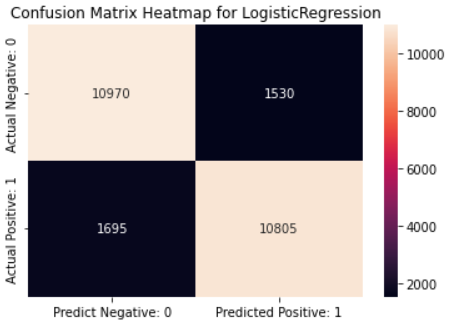 Confusion Matrix Heatmap for LogisticRegression
Actual Negative: 0
10970
1530
10000
8000
6000
Actual Positive: 1
1695
10805
4000
2000
Predict Negative: 0
Predicted Positive: 1